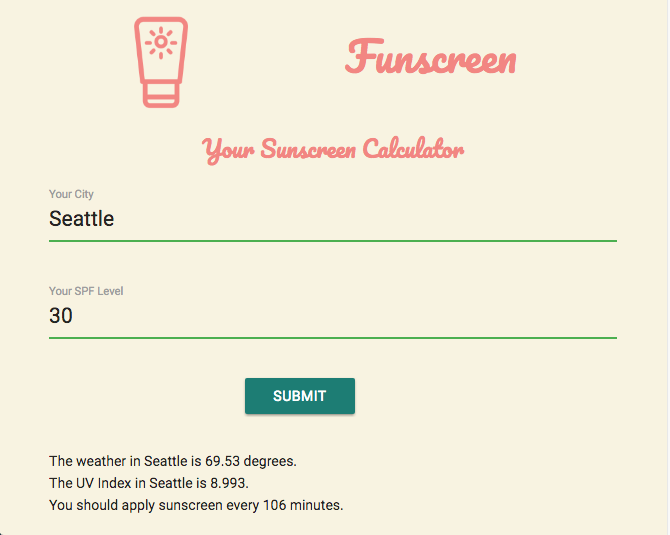 Funscreen
Your Sunscreen Calculator
Your City
Seattle
Your SPF Level
30
SUBMIT
The weather in Seattle is 69.53 degrees.
The UV Index in Seattle is 8.993.
You should apply sunscreen every 106 minutes.